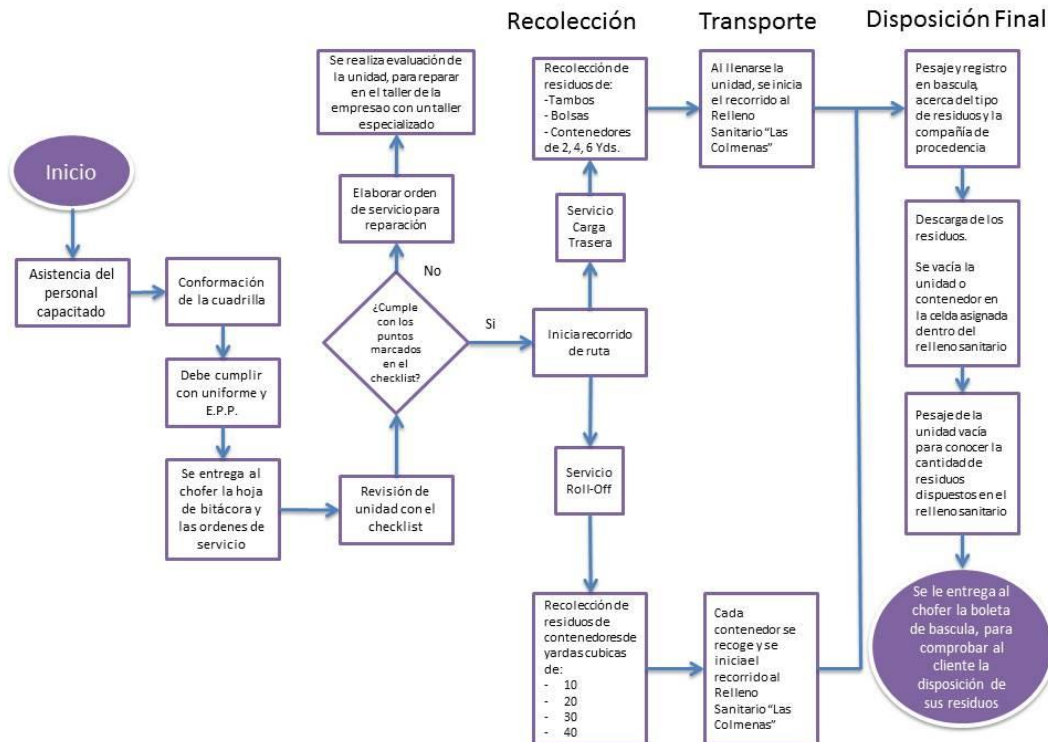 Recolección
Transporte
Disposición Final
Inicio
Asistencia del
personal
capacitado
Conformación
de la cuadrilla
Debe cumplir
con uniforme y
E.P.P.
Se entrega al
chofer la hoja
de bitácora y
las ordenes de
servicio
Revisión de
unidad con el
checklist
¿Cumple
con los
puntos
marcados
en el
checklist?
No
Elaborar orden
de servicio para
reparación
Se realiza evaluación de
la unidad, para reparar
en el taller de la
empresa o con un taller
especializado
Si
Inicia recorrido
de ruta
Servicio
Carga
Trasera
Recolección de
residuos de:
-Tambos
- Bolsas
- Contenedores
de 2, 4, 6 Yds.
Al llenarse la
unidad, se inicia
el recorrido al
Relleno
Sanitario "Las
Colmenas"
Servicio
Roll-Off
Recolección de
residuos de
contenedores de
yardas cubicas
de:
- 10
- 20
- 30
- 40
Cada
contenedor se
recoge y se
inicia el
recorrido al
Relleno
Sanitario "Las
Colmenas"
Pesaje y registro
en bascula,
acerca del tipo
de residuos y la
compañía de
procedencia
Descarga de los
residuos.
Se vacía la
unidad o
contenedor en
la celda asignada
dentro del
relleno sanitario
Pesaje de la
unidad vacía
para conocer la
cantidad de
residuos
dispuestos en el
relleno sanitario
Se le entrega al
chofer la boleta
de bascula, para
comprobar al
cliente la
disposición de
sus residuos